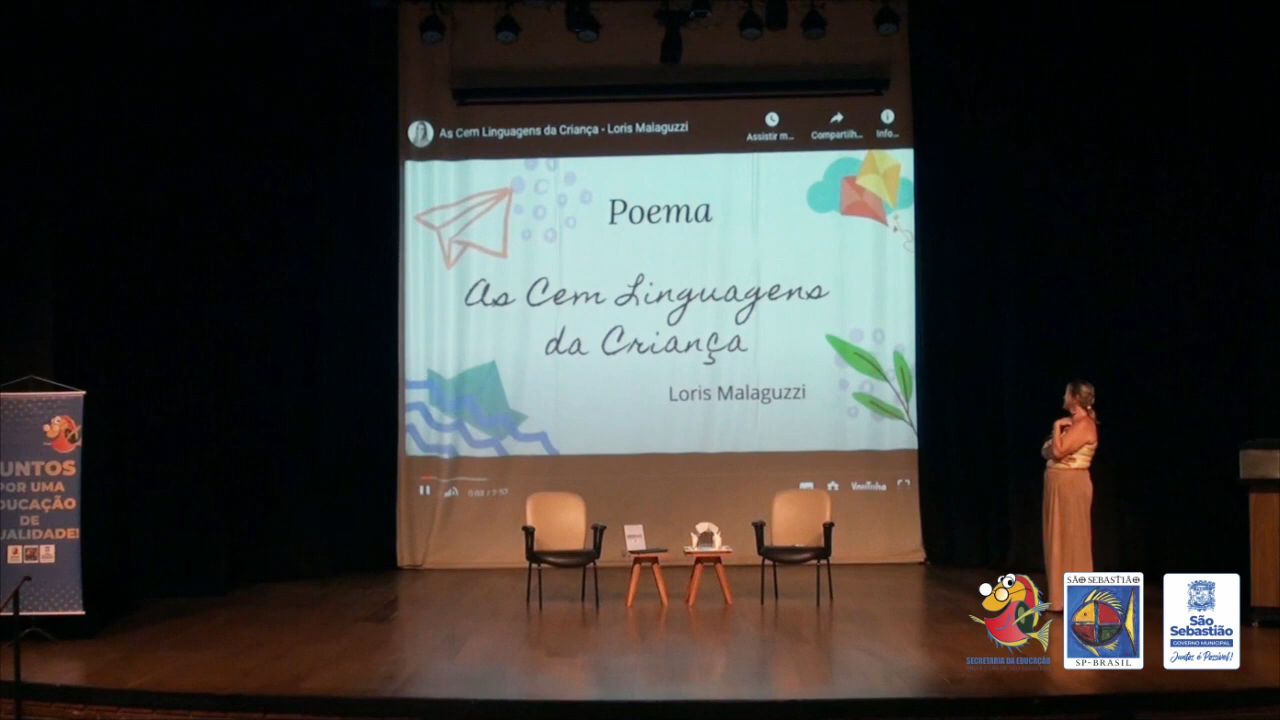 As Cem Linguagens da Criança - Loris Malaguzzi
Assistir m...
Compartilh...
Info...
Poema
As Cem Linguagens
da Criança
Loris Malaguzzi
YouTube
UNTOS
POR UMA
DUCAÇÃO
DE
UALIDADE!
SECRETARIA DA EDUCAÇÃO
SÃO SEBASTIÃO
SP-BRASIL
São
Sebastião
GOVERNO MUNICIPAL
Juntos é Possível!